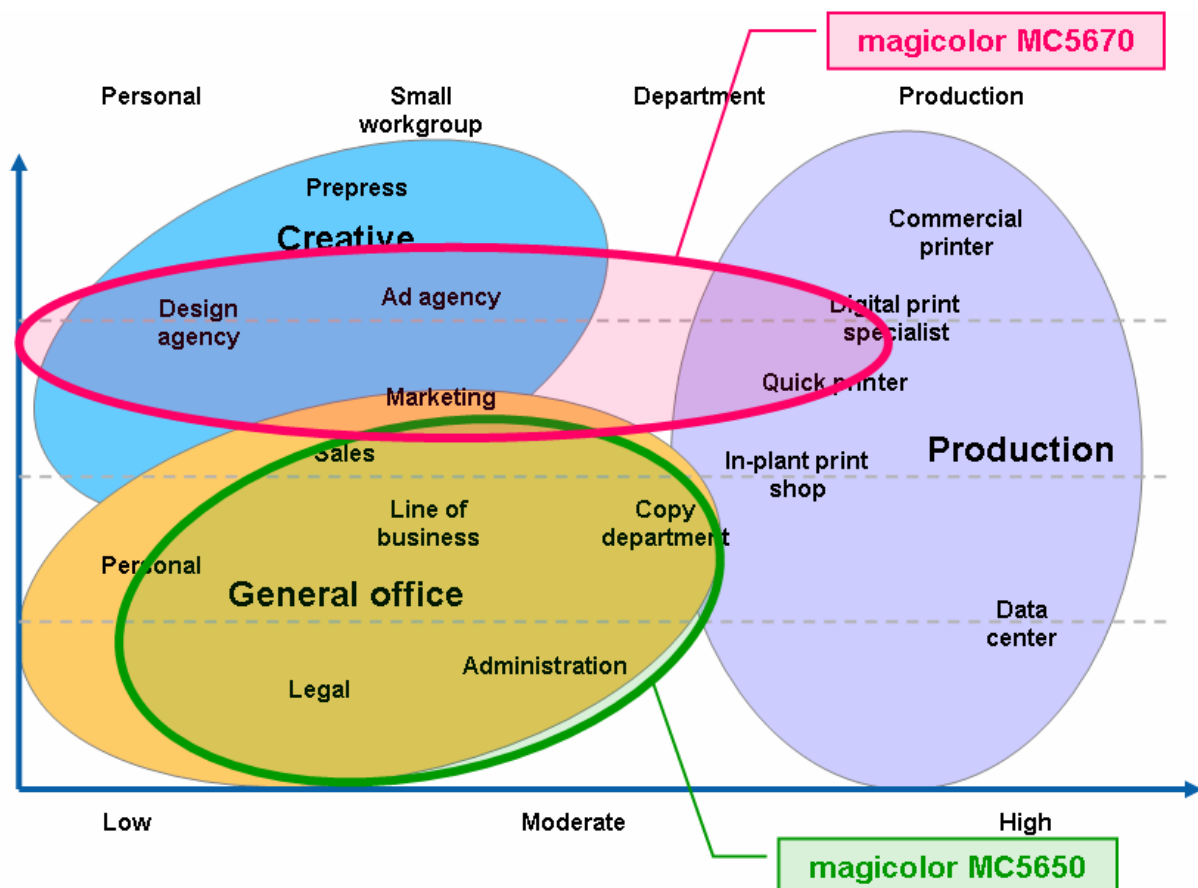 magicolor MC5670
Personal
Small
workgroup
Department
Production
Prepress
Creative
Commercial
printer
Design
agency
Ad agency
Digital print
specialist
Marketing
Quick printer
Sales
In-plant print
shop
Production
Line of
business
Copy
department
Personal
General office
Data
center
Administration
Legal
Low
Moderate
High
magicolor MC5650